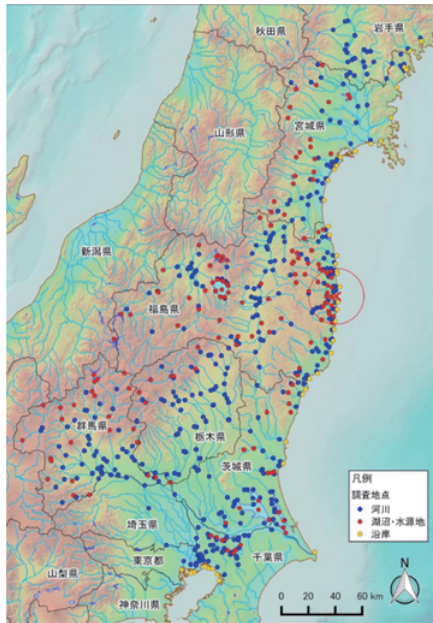 秋田県
岩手県
宮城県
山形県
新潟県
福島県
栃木県
群馬県
茨城県
埼玉県
東京都
千葉県
山梨県
神奈川県
凡例
調査地点
河川
湖沼・水源地
沿岸
N
0 20 40 60 km